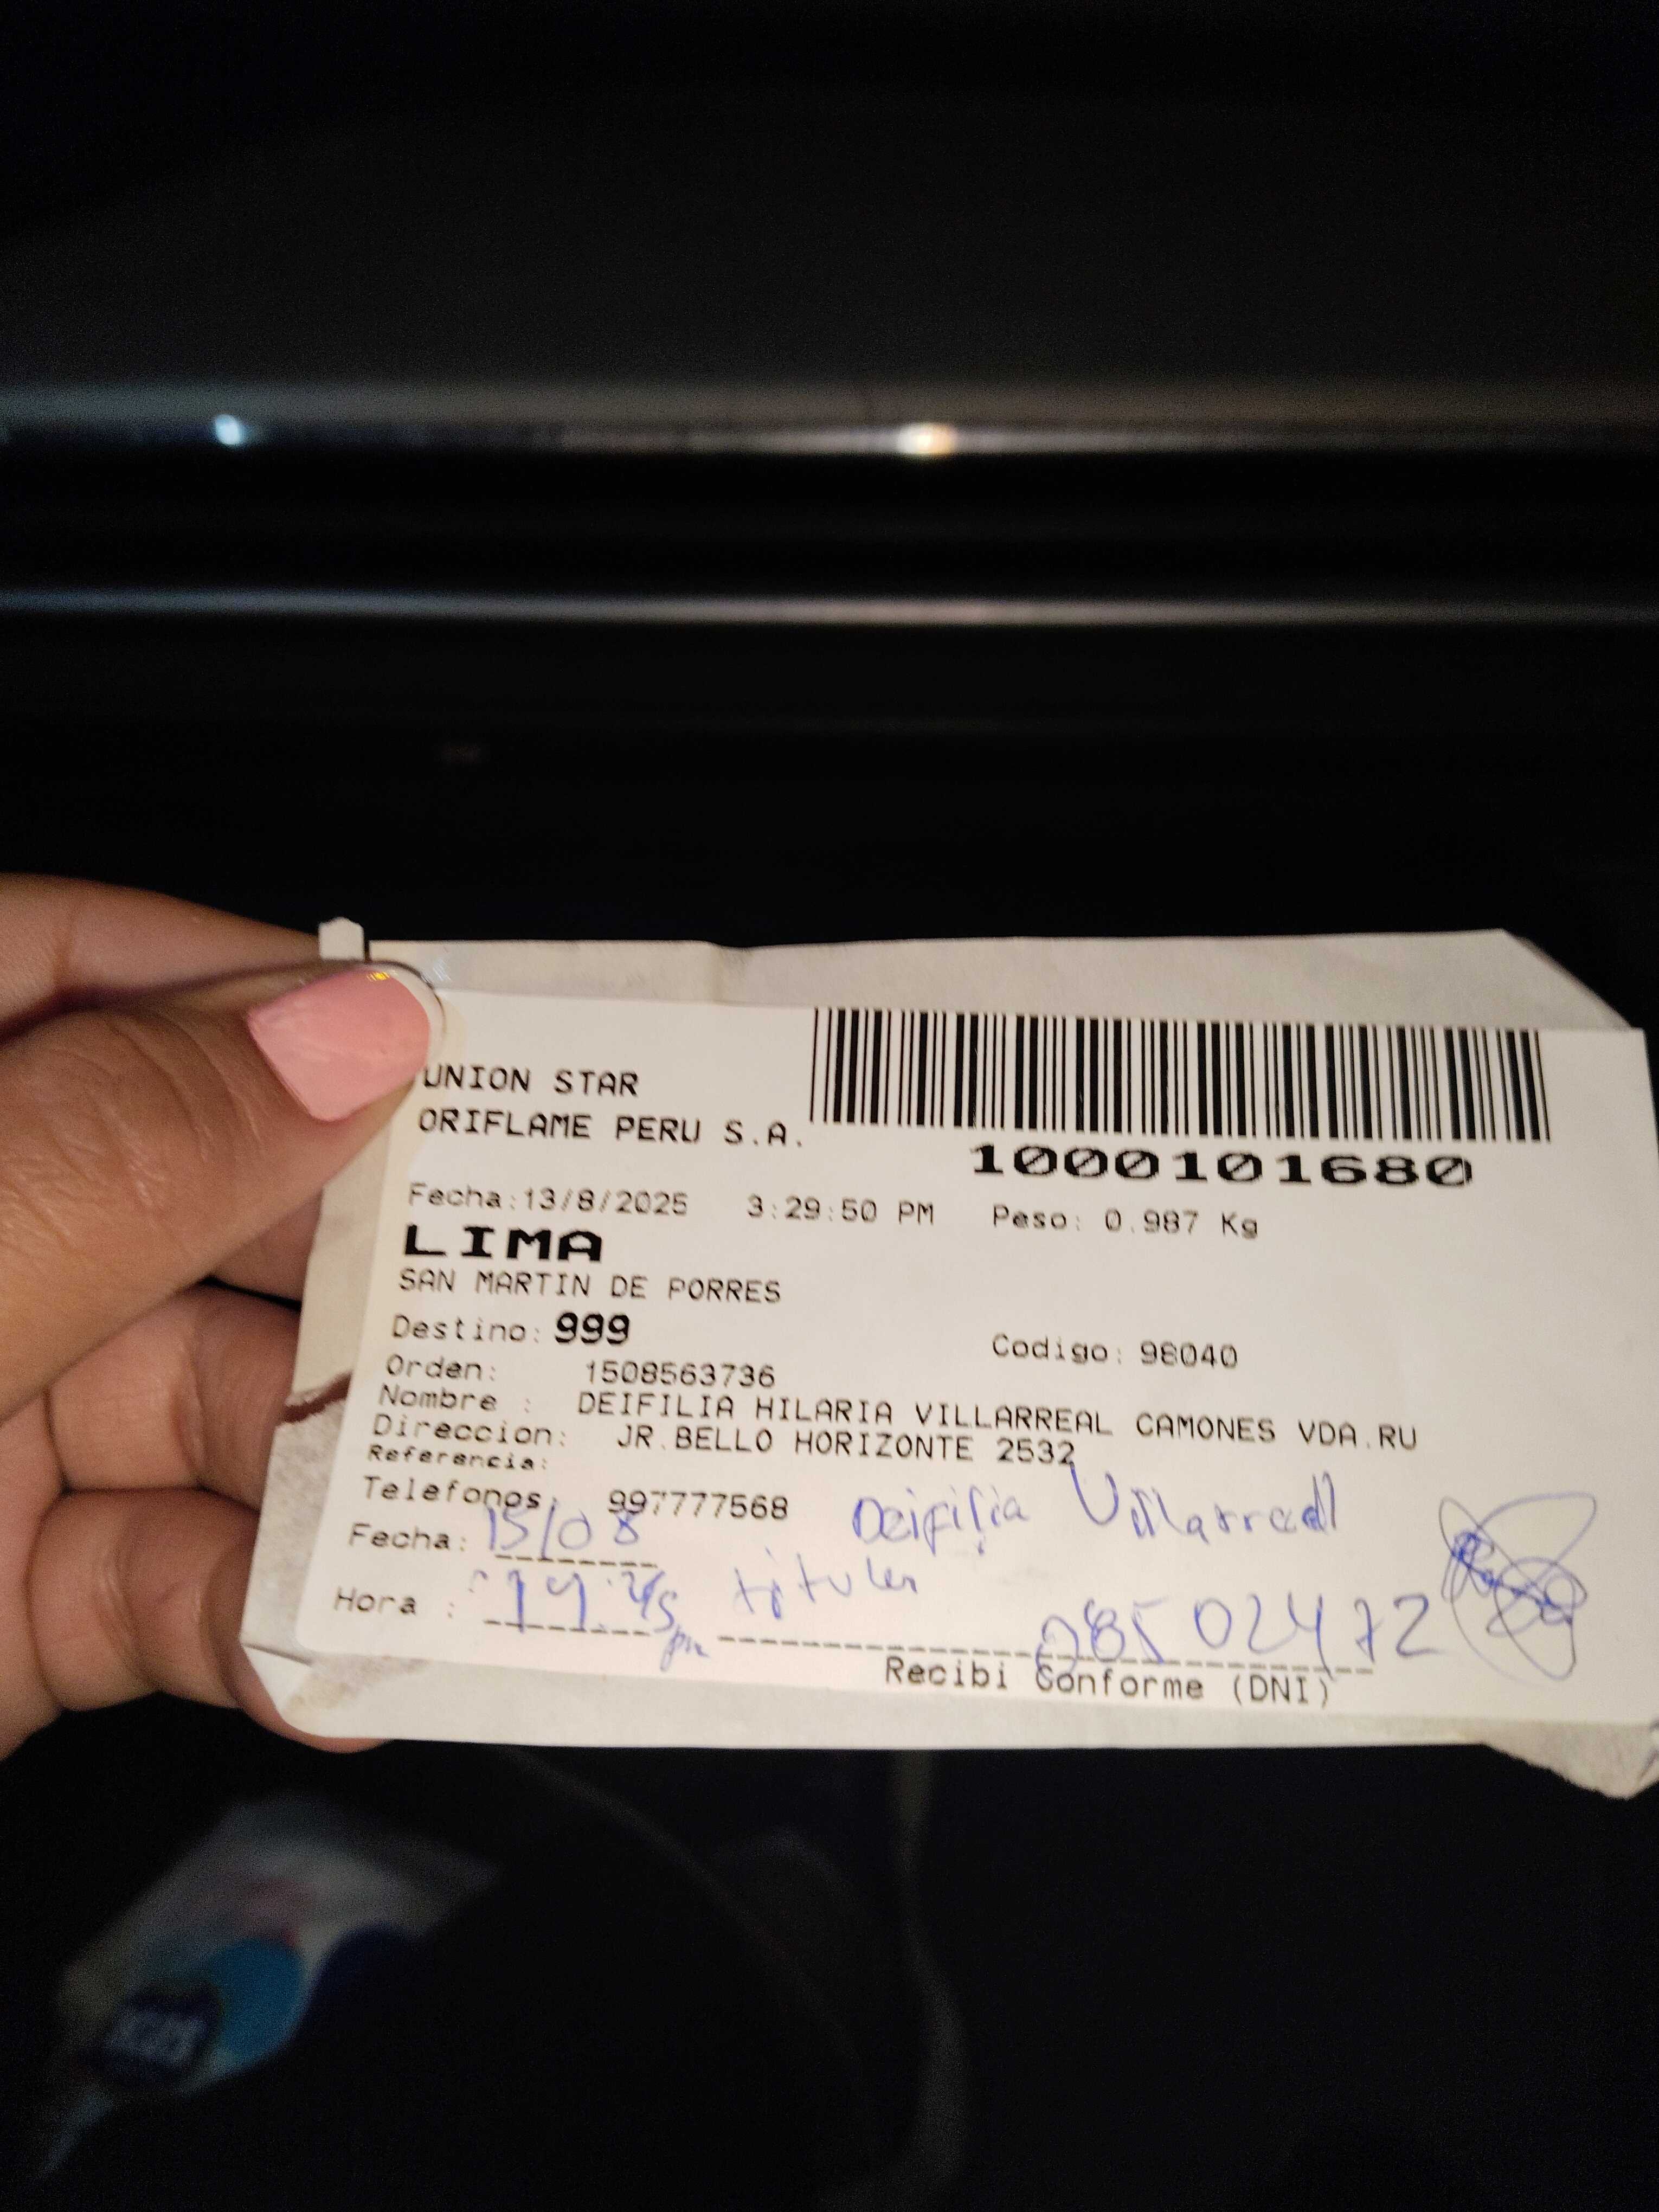 UNION STAR
ORIFLAME PERU S.A.
1000101680
Fecha:13/8/2025 3:29:50 PM Peso: 0.987 Kg
LIMA
SAN MARTIN DE PORRES
Destino: 999
Codigo: 98040
Orden: 1508563736
Nombre : DEIFILIA HILARIA VILLARREAL CAMONES VDA.RU
Direccion: JR.BELLO HORIZONTE 2532
Referencia:
Telefonos: 997777568
Deifilia Villarreal
Fecha: 15/08
Hora : pm
titular
08502472
Recibi Conforme (DNI)